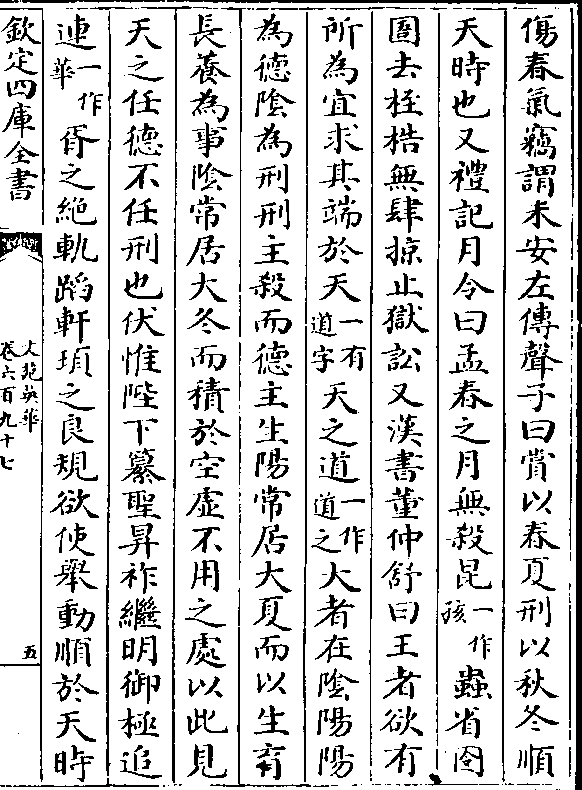 傷春氣竊謂未安左傳聲子曰賞以春夏刑以秋冬順
天時也又禮記月令曰孟春之月無殺昆一作孩蟲省囹
圄去桎梏無肆掠止獄訟又漢書董仲舒曰王者欲有
所為宜求其端於天一有道字天之道一作道之大者在陰陽陽
為德陰為刑刑主殺而德主生陽常居大夏而以生育
長養為事陰常居大冬而積於空虛不用之處以此見
天之任德不任刑也伏惟陛下纂聖昇祚繼明御極追
連一作華胥之絶軌蹈軒頊之良規欲使舉動順於天時
欽定四庫全書
文苑英華
卷六百九十七
五